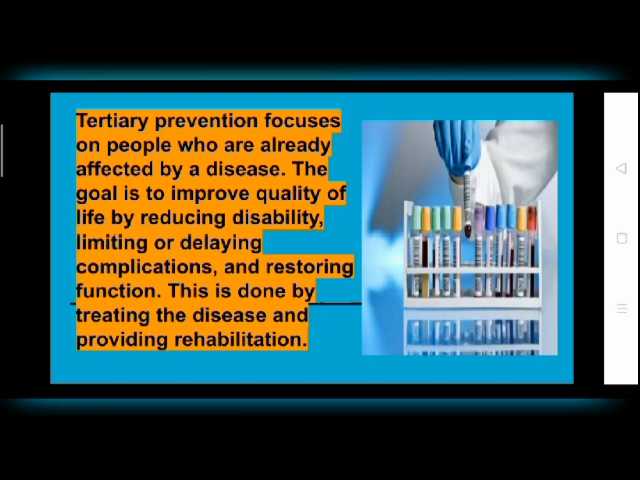 Tertiary prevention focuses
on people who are already
affected by a disease. The
goal is to improve quality of
life by reducing disability,
limiting or delaying
complications, and restoring
function. This is done by
treating the disease and
providing rehabilitation.